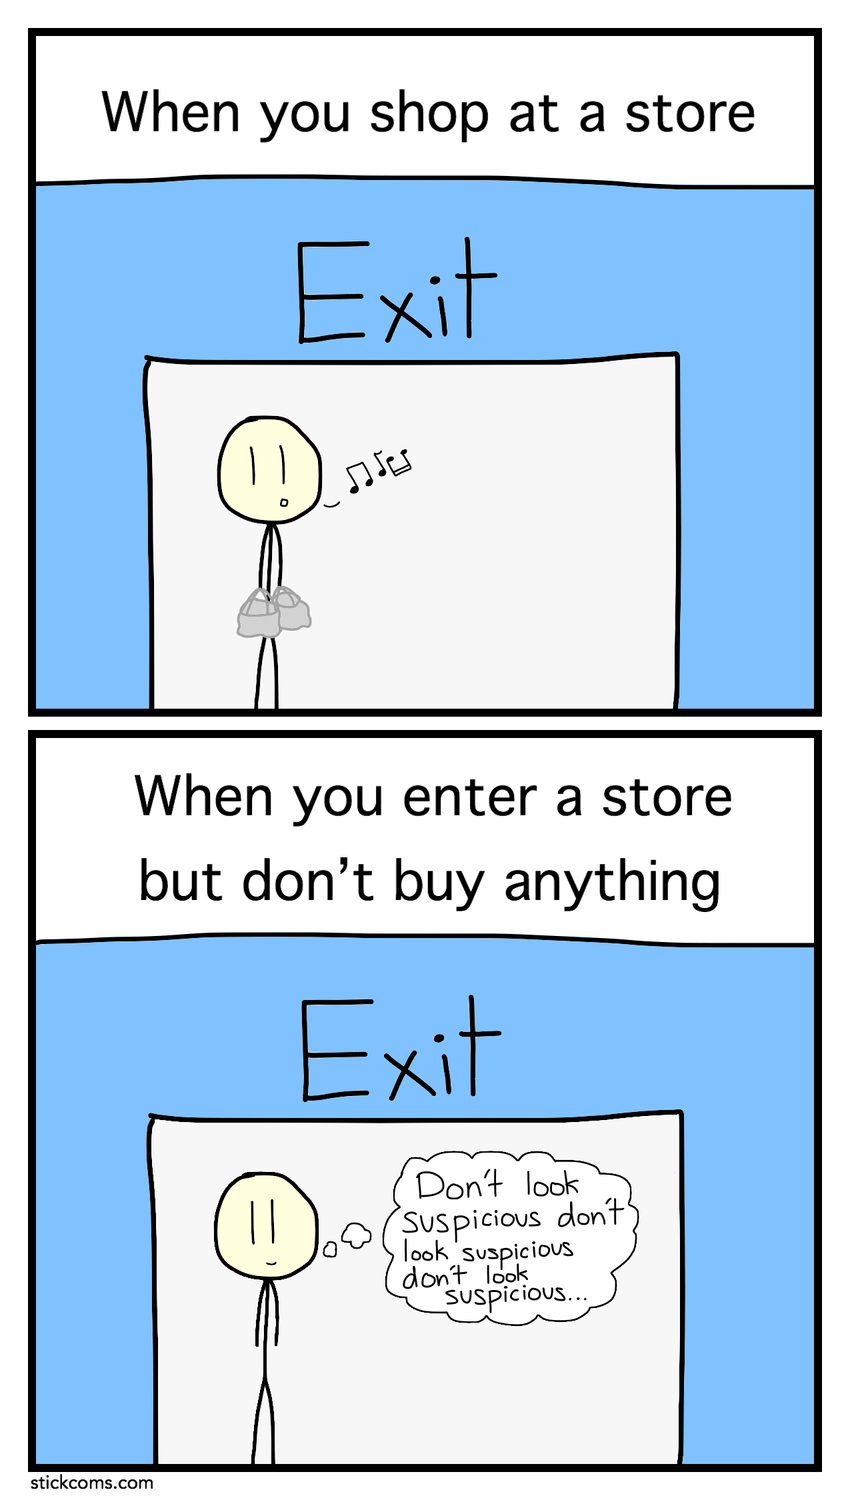 When you shop at a store
Exit
When you enter a store
but don't buy anything
Exit
Don't look
suspicious don't
look suspicious
don't look
suspicious...
stickcoms.com